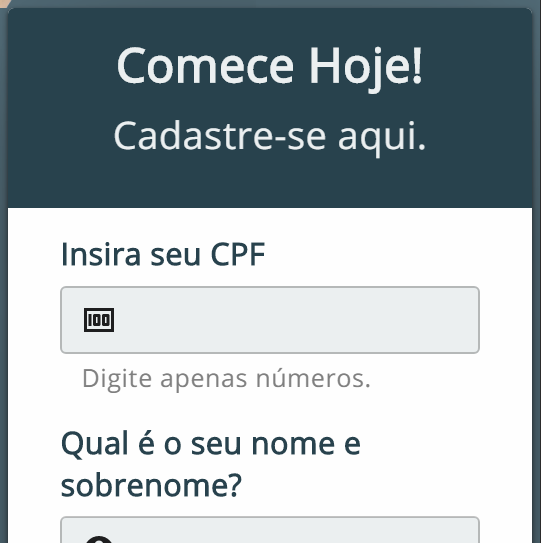 Comece Hoje!
Cadastre-se aqui.
Insira seu CPF
100
Digite apenas números.
Qual é o seu nome e
sobrenome?